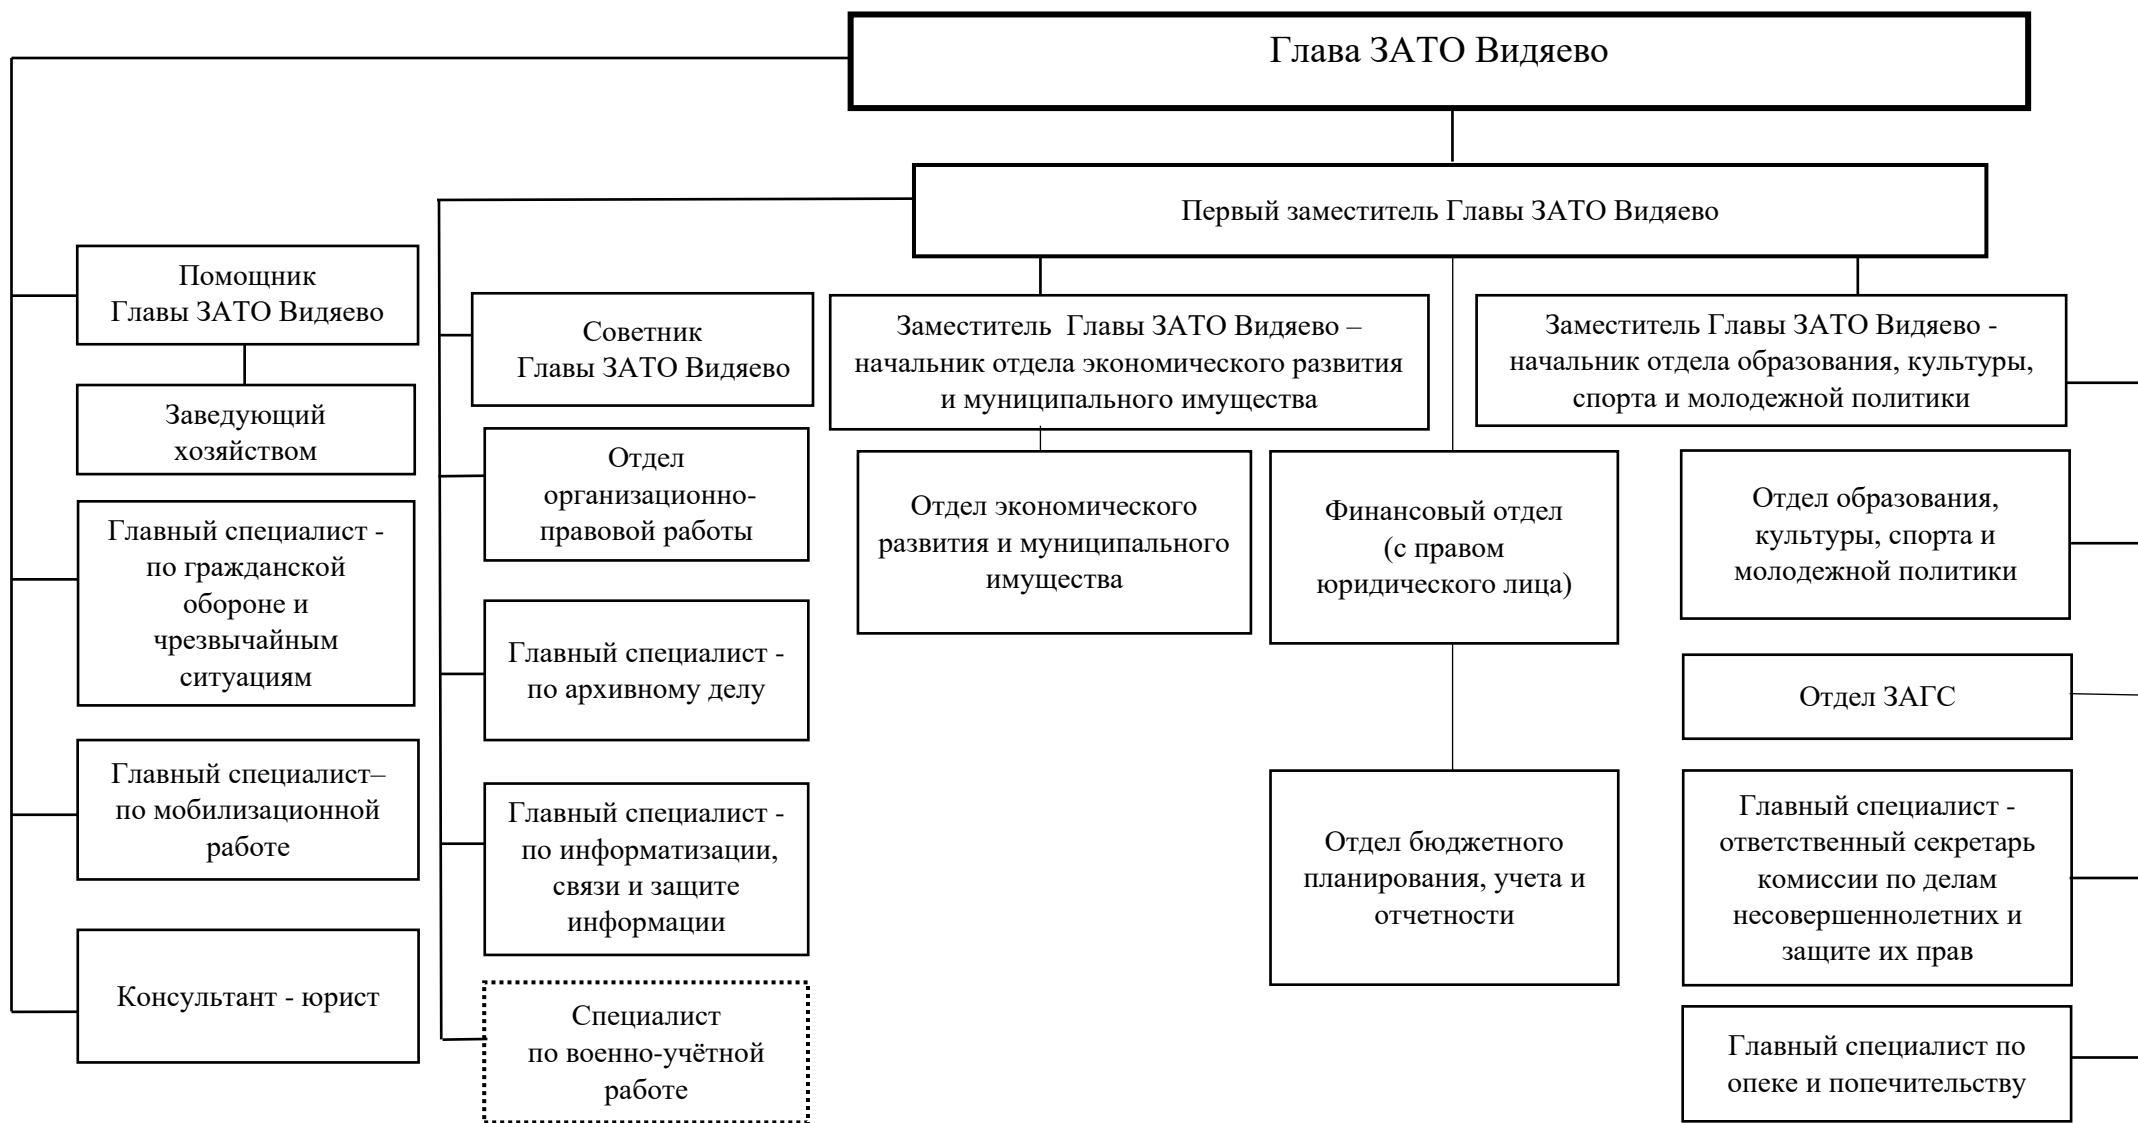 Глава ЗАТО Видяево
Первый заместитель Главы ЗАТО Видяево
Помощник
Главы ЗАТО Видяево
Заведующий
хозяйством
Главный специалист -
по гражданской
обороне и
чрезвычайным
ситуациям
Главный специалист–
по мобилизационной
работе
Консультант - юрист
Советник
Главы ЗАТО Видяево
Отдел
организационно-
правовой работы
Главный специалист -
по архивному делу
Главный специалист -
по информатизации,
связи и защите
информации
Специалист
по военно-учётной
работе
Заместитель Главы ЗАТО Видяево –
начальник отдела экономического развития
и муниципального имущества
Отдел экономического
развития и муниципального
имущества
Финансовый отдел
(с правом
юридического лица)
Отдел бюджетного
планирования, учета и
отчетности
Заместитель Главы ЗАТО Видяево -
начальник отдела образования, культуры,
спорта и молодежной политики
Отдел образования,
культуры, спорта и
молодежной политики
Отдел ЗАГС
Главный специалист -
ответственный секретарь
комиссии по делам
несовершеннолетних и
защите их прав
Главный специалист по
опеке и попечительству